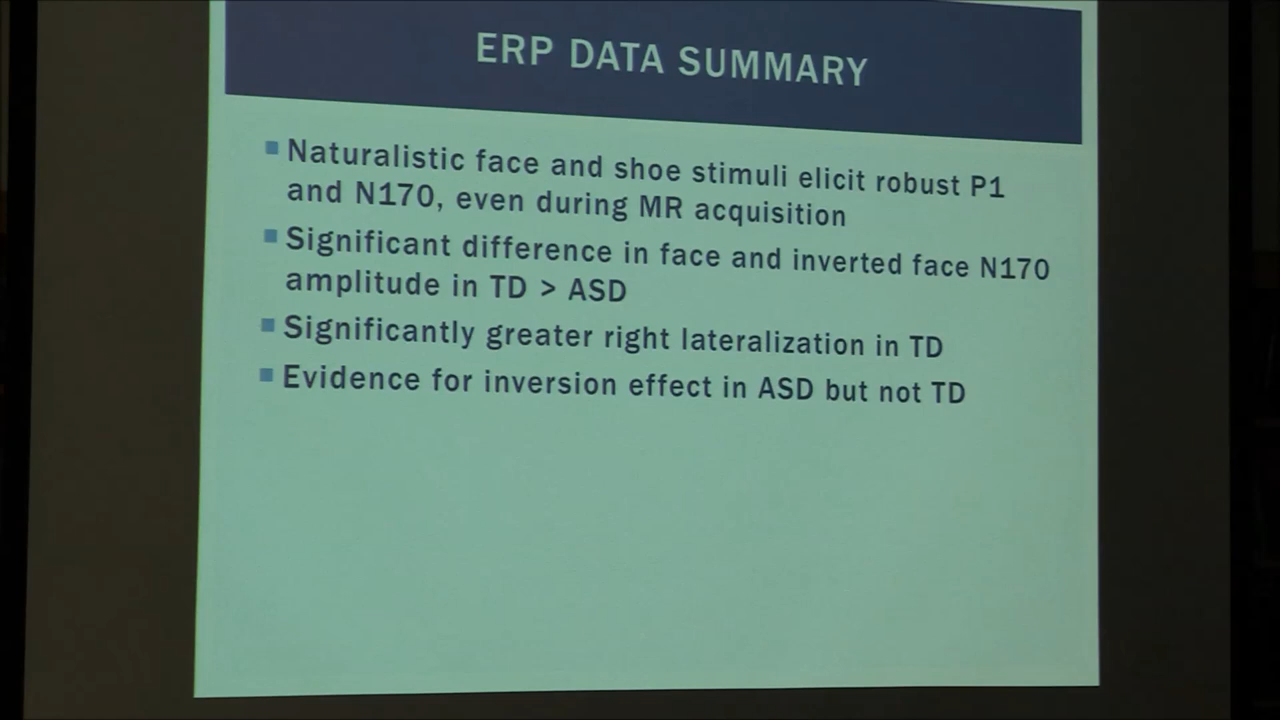 ERP DATA SUMMARY
Naturalistic face and shoe stimuli elicit robust P1
and N170, even during MR acquisition
Significant difference in face and inverted face N170
amplitude in TD > ASD
Significantly greater right lateralization in TD
Evidence for inversion effect in ASD but not TD